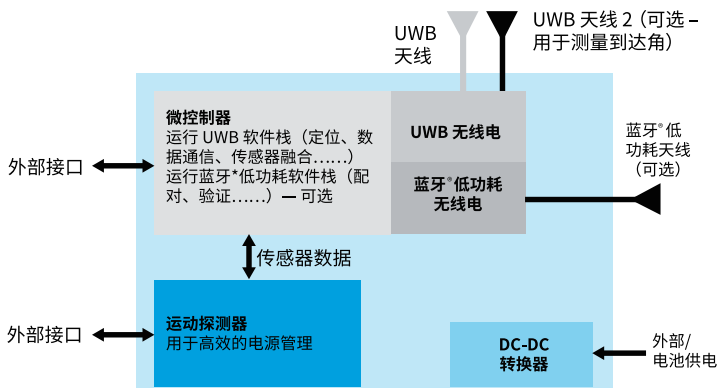 UWB
天线
UWB 天线 2（可选 –
用于测量到达角）
微控制器
运行 UWB 软件栈（定位、数
据通信、传感器融合……）
运行蓝牙*低功耗软件栈（配
对、验证……）— 可选
UWB 无线电
蓝牙®低功耗
无线电
蓝牙®低
功耗天线
（可选）
外部接口
传感器数据
外部接口
运动探测器
用于高效的电源管理
DC-DC
转换器
外部/
电池供电